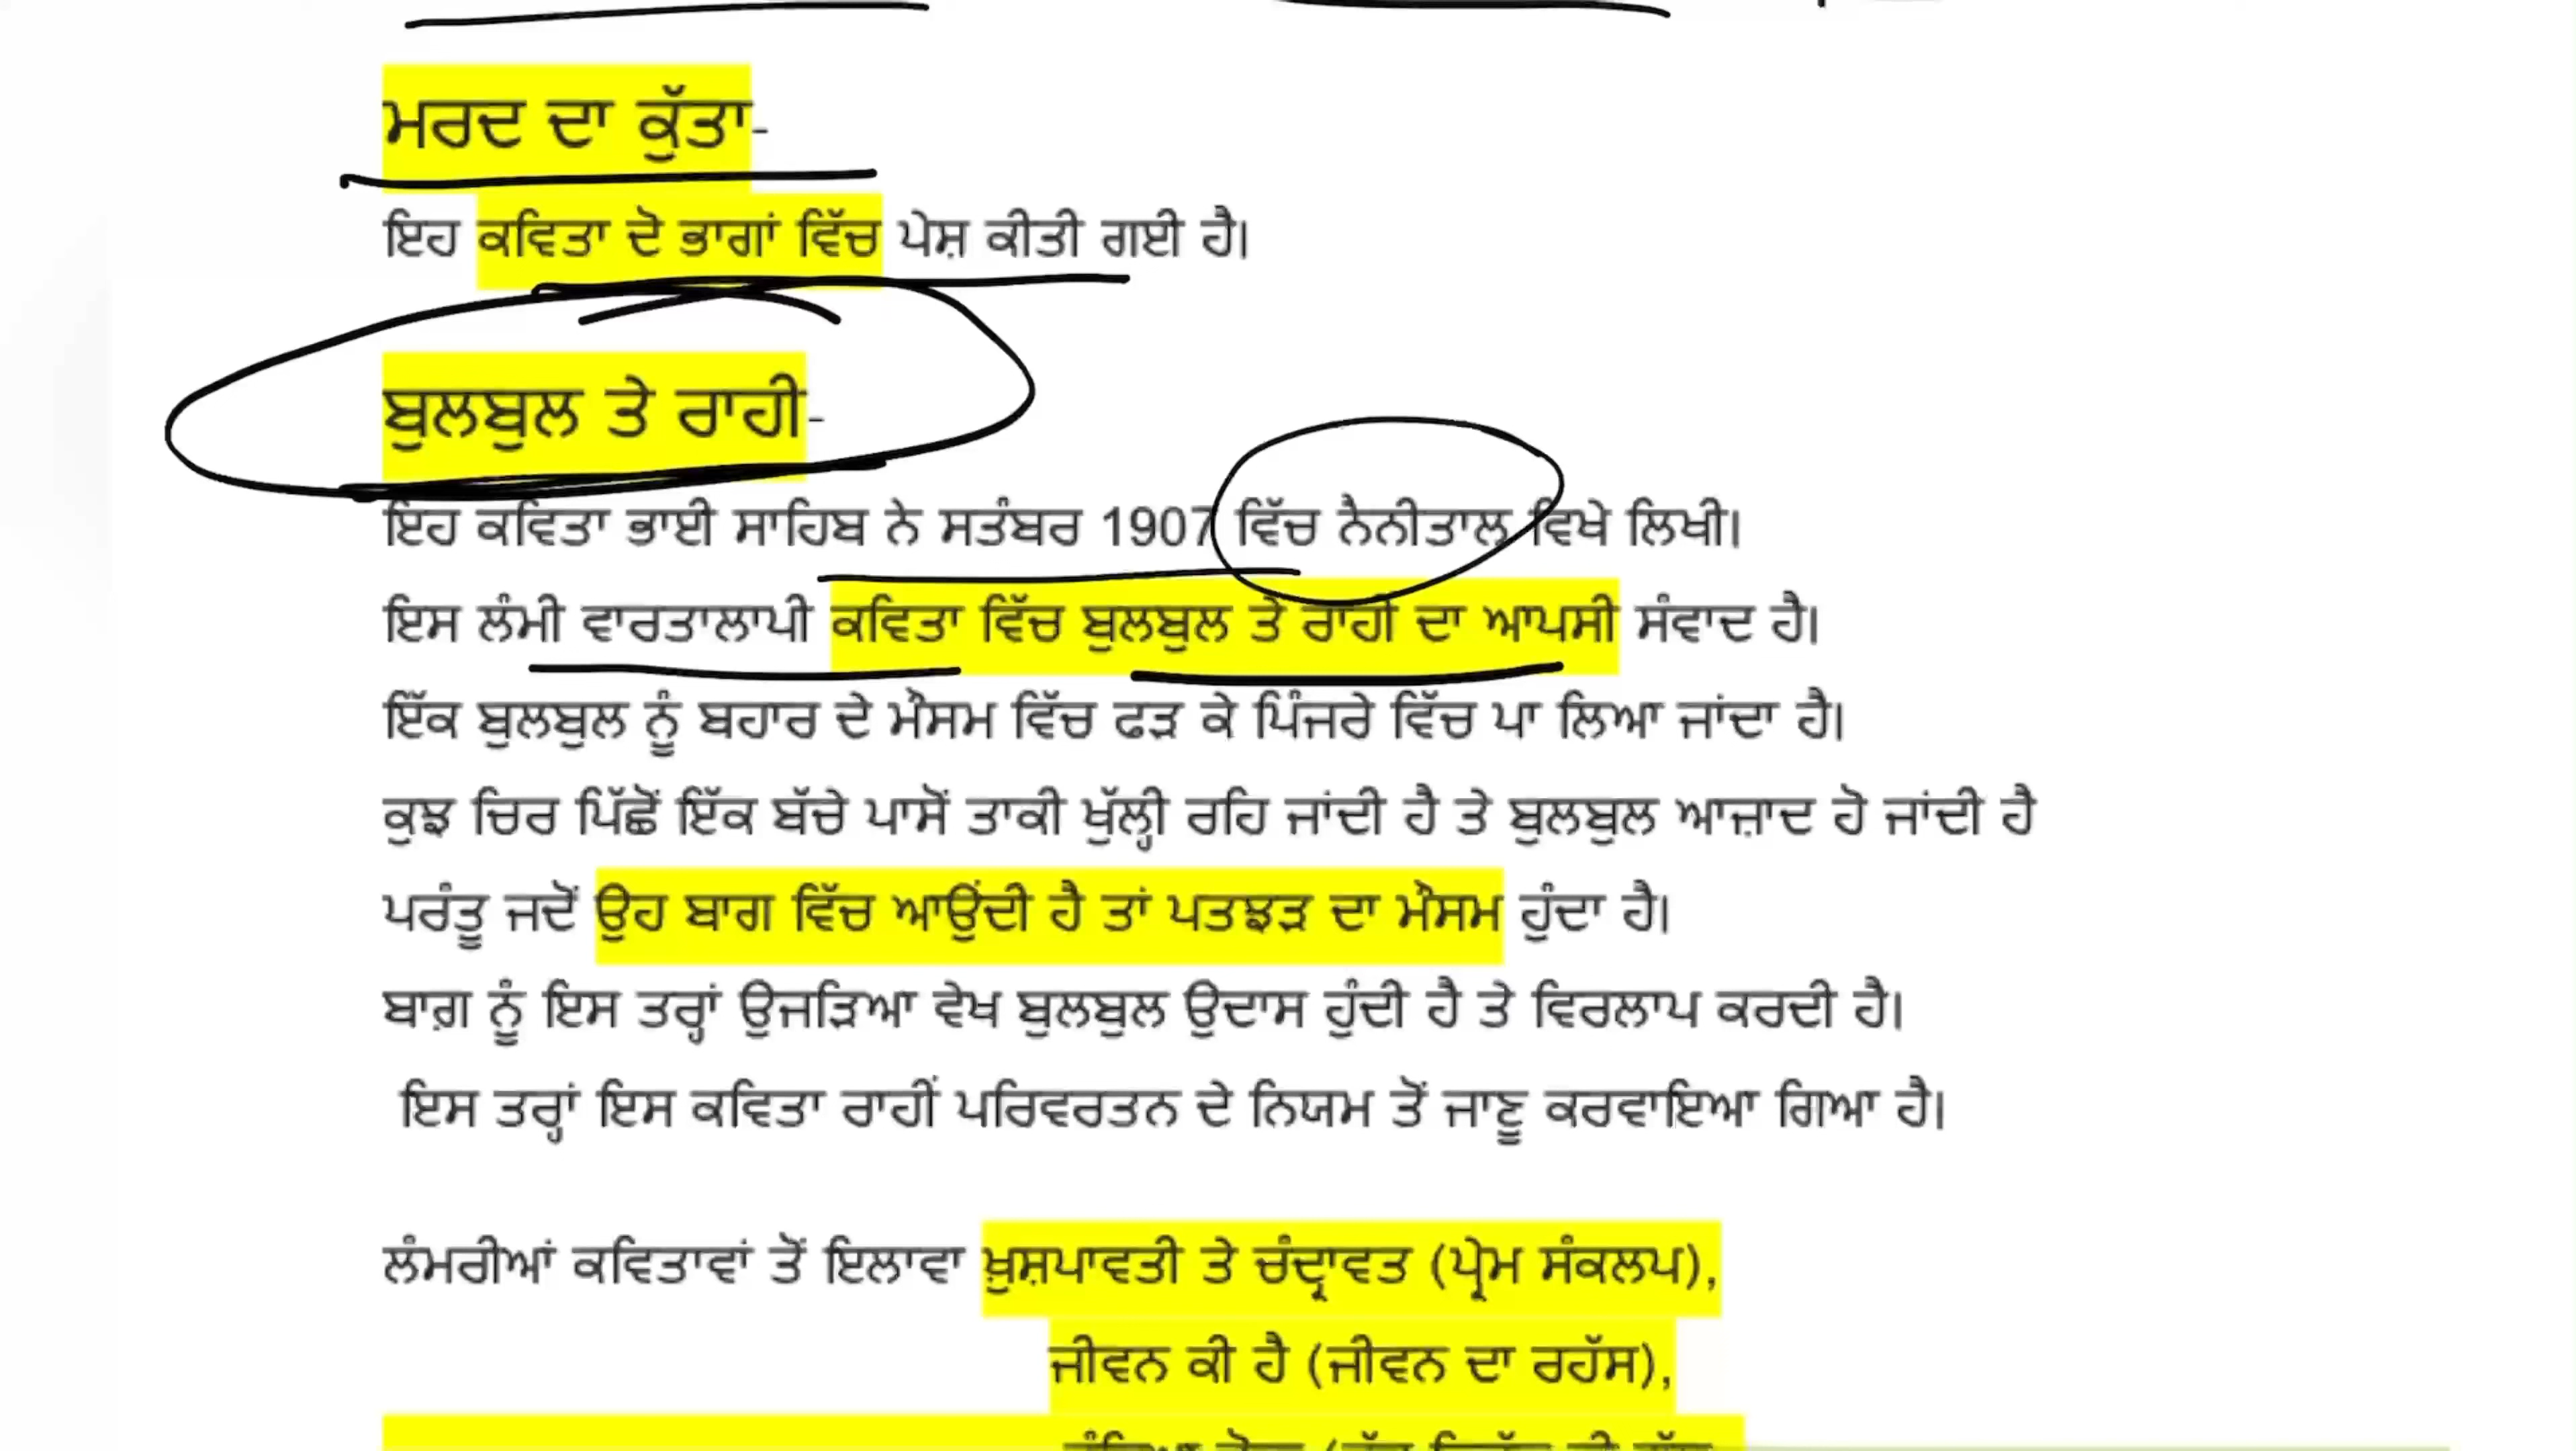 ਮਰਦ ਦਾ ਕੁੱਤਾ-
ਇਹ ਕਵਿਤਾ ਦੋ ਭਾਗਾਂ ਵਿੱਚ ਪੇਸ਼ ਕੀਤੀ ਗਈ ਹੈ।
ਬੁਲਬੁਲ ਤੇ ਰਾਹੀ-
ਇਹ ਕਵਿਤਾ ਭਾਈ ਸਾਹਿਬ ਨੇ ਸਤੰਬਰ 1907 ਵਿੱਚ ਨੈਨੀਤਾਲ ਵਿਖੇ ਲਿਖੀ।
ਇਸ ਲੰਮੀ ਵਾਰਤਾਲਾਪੀ ਕਵਿਤਾ ਵਿੱਚ ਬੁਲਬੁਲ ਤੇ ਰਾਹੀ ਦਾ ਆਪਸੀ ਸੰਵਾਦ ਹੈ।
ਇੱਕ ਬੁਲਬੁਲ ਨੂੰ ਬਹਾਰ ਦੇ ਮੌਸਮ ਵਿੱਚ ਫੜ ਕੇ ਪਿੰਜਰੇ ਵਿੱਚ ਪਾ ਲਿਆ ਜਾਂਦਾ ਹੈ।
ਕੁਝ ਚਿਰ ਪਿੱਛੋਂ ਇੱਕ ਬੱਚੇ ਪਾਸੋਂ ਤਾਕੀ ਖੁੱਲ੍ਹੀ ਰਹਿ ਜਾਂਦੀ ਹੈ ਤੇ ਬੁਲਬੁਲ ਆਜ਼ਾਦ ਹੋ ਜਾਂਦੀ ਹੈ
ਪਰੰਤੂ ਜਦੋਂ ਉਹ ਬਾਗ ਵਿੱਚ ਆਉਂਦੀ ਹੈ ਤਾਂ ਪਤਝੜ ਦਾ ਮੌਸਮ ਹੁੰਦਾ ਹੈ।
ਬਾਗ਼ ਨੂੰ ਇਸ ਤਰ੍ਹਾਂ ਉਜੜਿਆ ਵੇਖ ਬੁਲਬੁਲ ਉਦਾਸ ਹੁੰਦੀ ਹੈ ਤੇ ਵਿਰਲਾਪ ਕਰਦੀ ਹੈ।
ਇਸ ਤਰ੍ਹਾਂ ਇਸ ਕਵਿਤਾ ਰਾਹੀਂ ਪਰਿਵਰਤਨ ਦੇ ਨਿਯਮ ਤੋਂ ਜਾਣੂ ਕਰਵਾਇਆ ਗਿਆ ਹੈ।
ਲੰਮਰੀਆਂ ਕਵਿਤਾਵਾਂ ਤੋਂ ਇਲਾਵਾ ਖ਼ੁਸ਼ਪਾਵਤੀ ਤੇ ਚੰਦ੍ਰਾਵਤ (ਪ੍ਰੇਮ ਸੰਕਲਪ),
ਜੀਵਨ ਕੀ ਹੈ (ਜੀਵਨ ਦਾ ਰਹੱਸ),